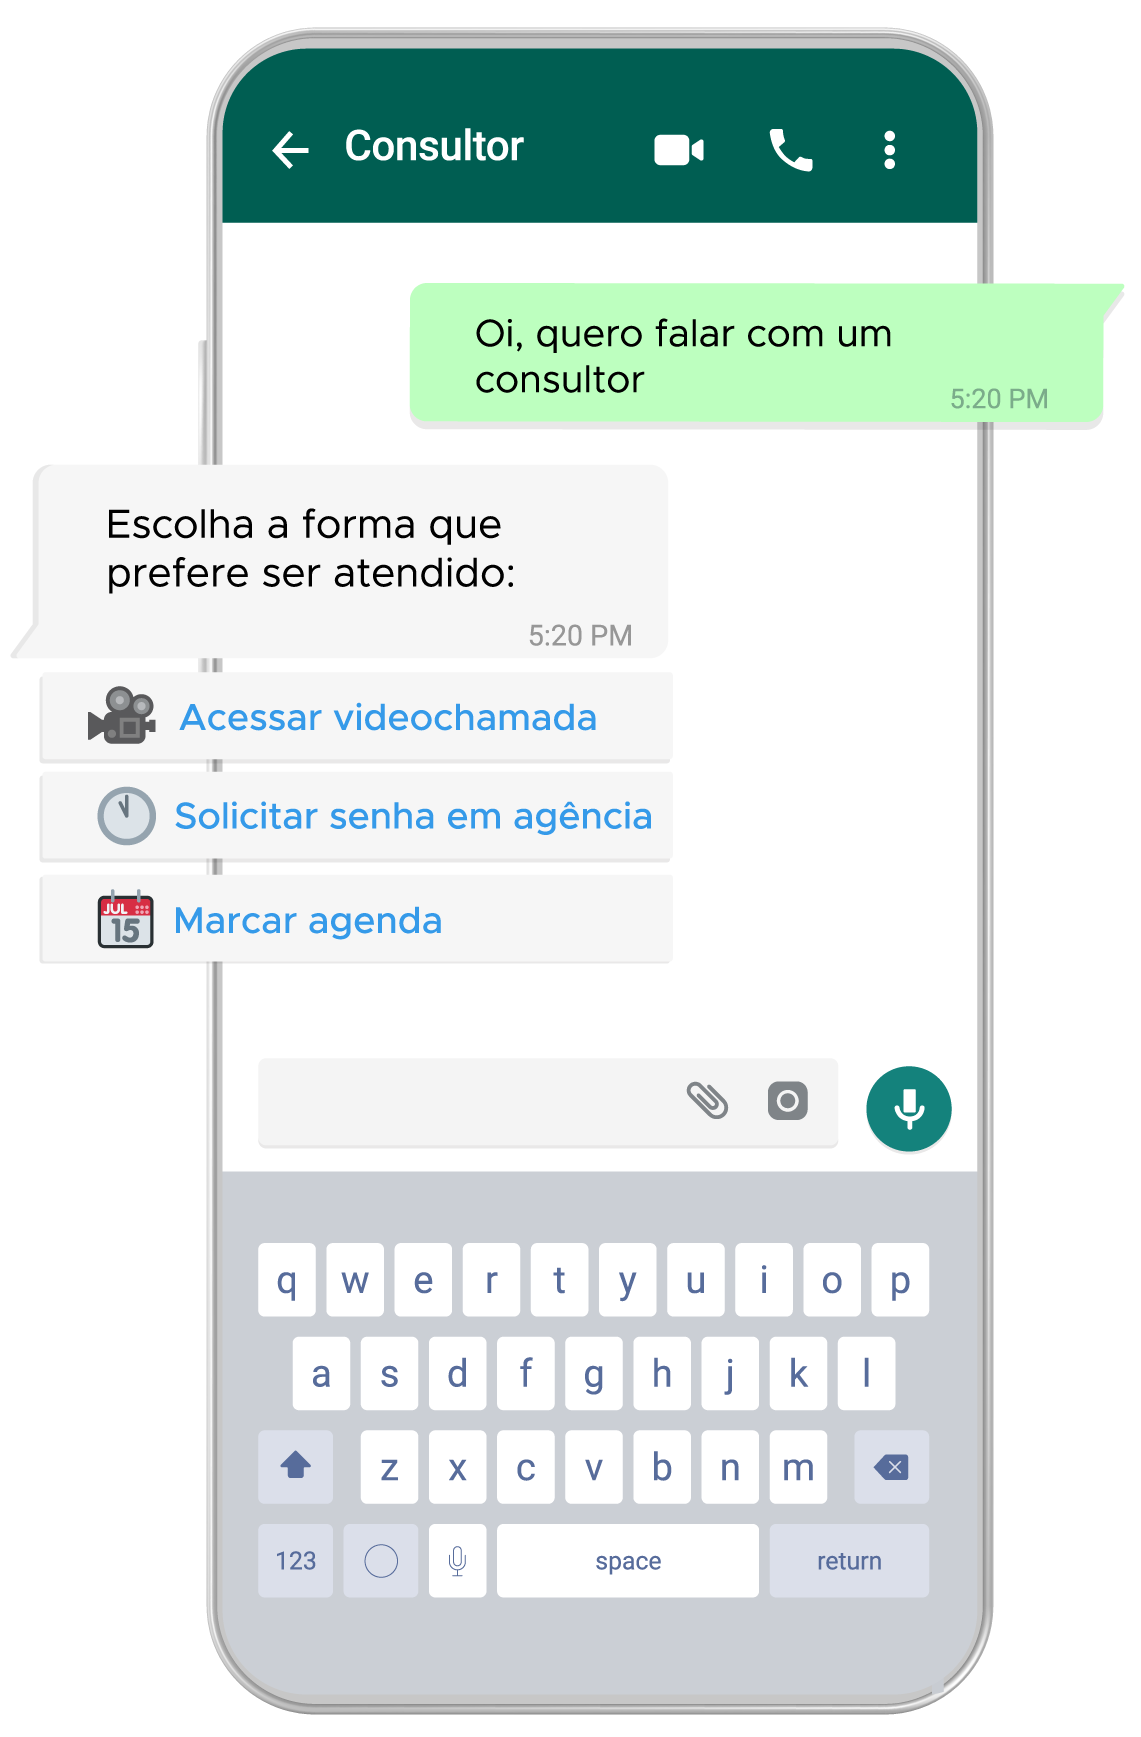 Consultor
Oi, quero falar com um
consultor
5:20 PM
Escolha a forma que
prefere ser atendido:
5:20 PM
Acessar videochamada
Solicitar senha em agência
JUL
15
Marcar agenda
q w e r t y u i o p
a s d f g h j k l
z x c v b n m
123 space return